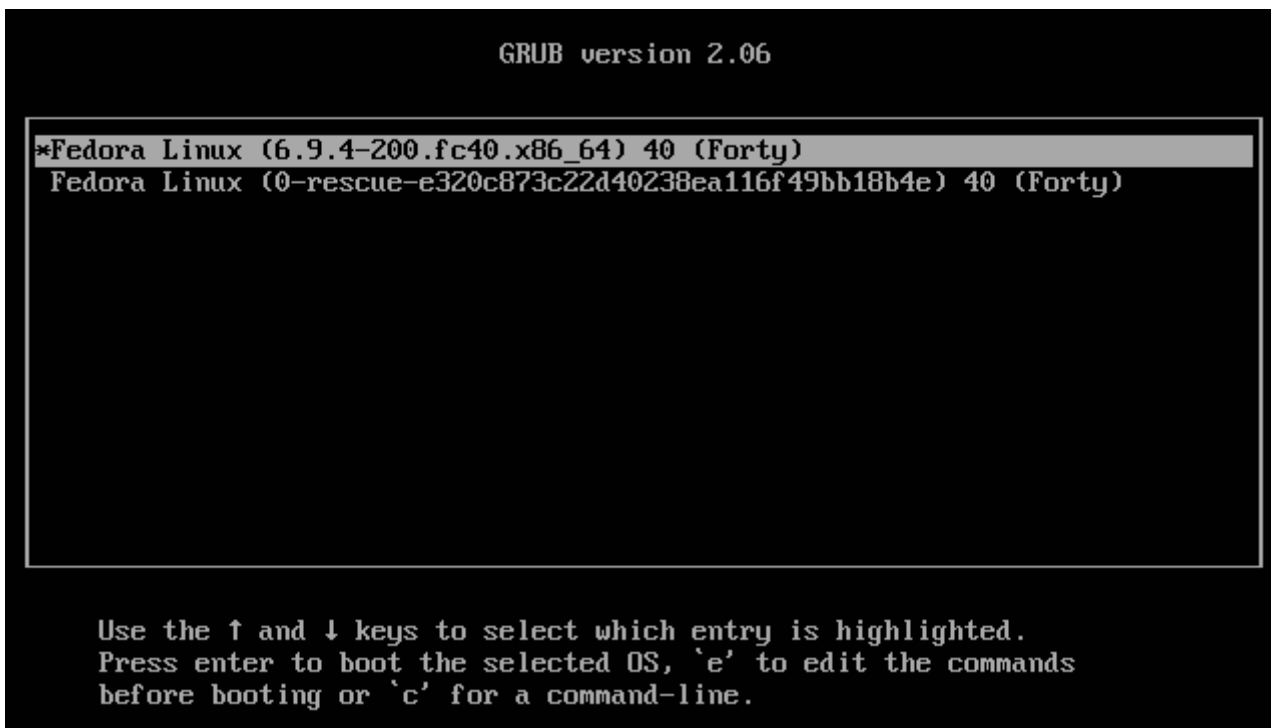 GRUB version 2.06
*Fedora Linux (6.9.4-200.fc40.x86_64) 40 (Forty)
Fedora Linux (0-rescue-e320c873c22d40238ea116f49bb18b4e) 40 (Forty)
Use the ↑ and ↓ keys to select which entry is highlighted.
Press enter to boot the selected OS, `e' to edit the commands
before booting or `c' for a command-line.